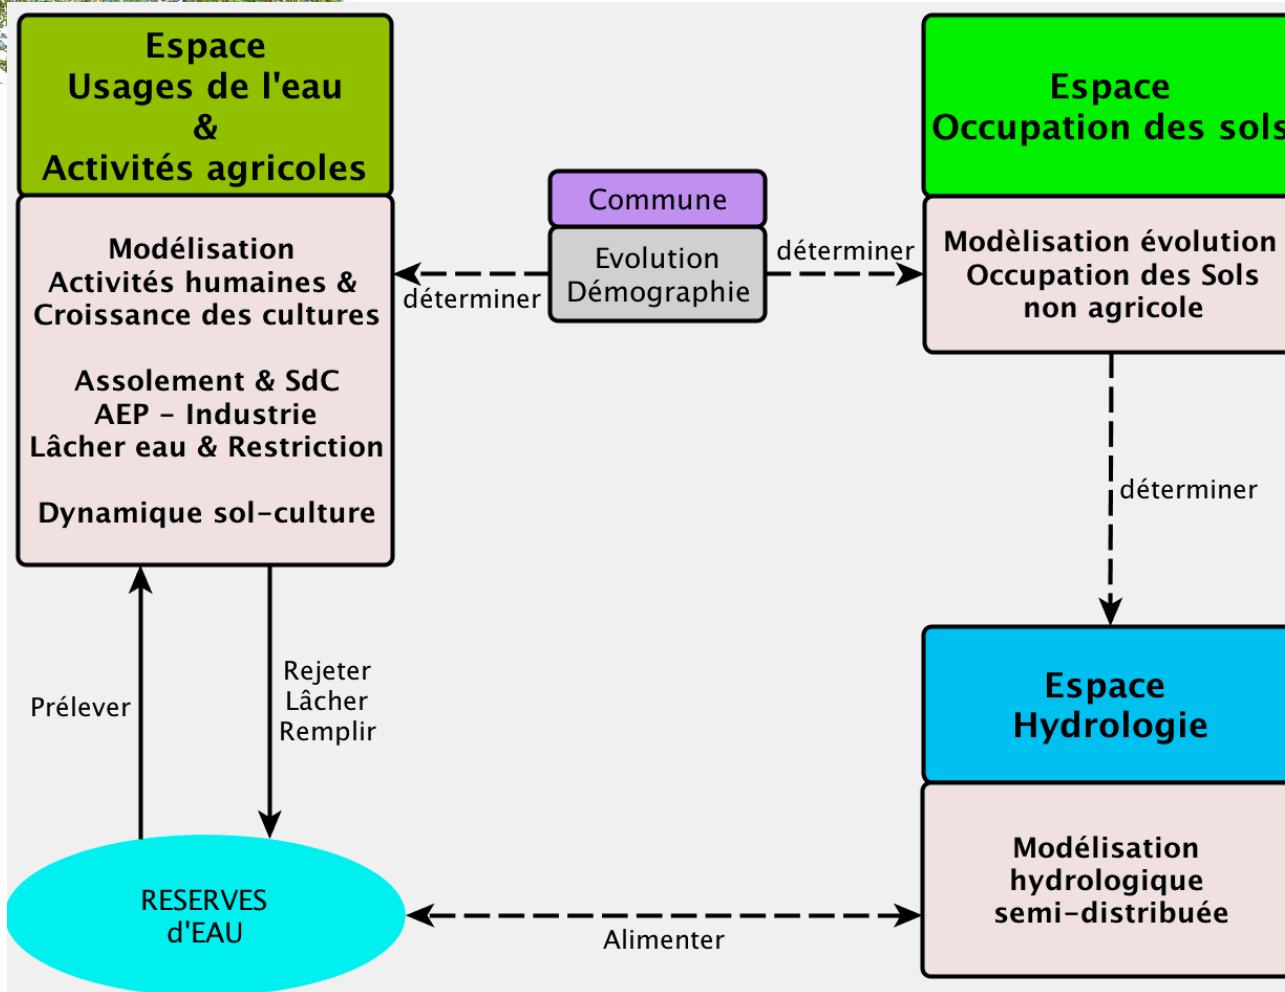 Espace
Usages de l'eau
&
Activités agricoles
Modélisation
Activités humaines &
Croissance des cultures
Assolement & SdC
AEP – Industrie
Lâcher eau & Restriction
Dynamique sol–culture
Commune
Evolution
Démographie
déterminer
déterminer
Espace
Occupation des sols
Modèlisation évolution
Occupation des Sols
non agricole
déterminer
Prélever
Rejeter
Lâcher
Remplir
Espace
Hydrologie
Modélisation
hydrologique
semi–distribuée
RESERVES
d'EAU
Alimenter